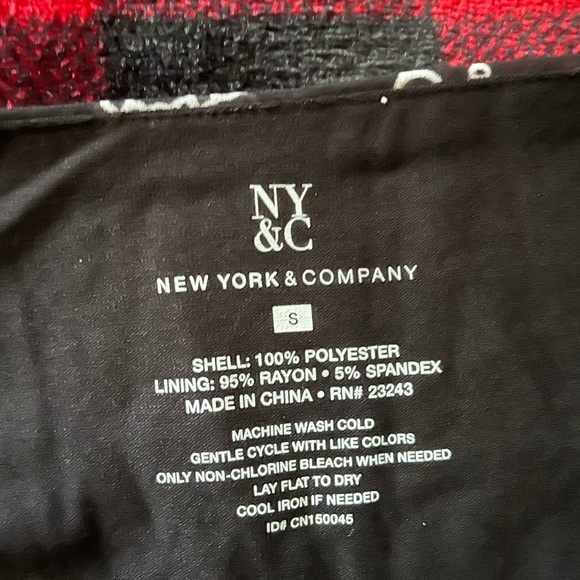 NY
&C
NEW YORK & COMPANY
S
SHELL: 100% POLYESTER
LINING: 95% RAYON • 5% SPANDEX
MADE IN CHINA • RN# 23243
MACHINE WASH COLD
GENTLE CYCLE WITH LIKE COLORS
ONLY NON-CHLORINE BLEACH WHEN NEEDED
LAY FLAT TO DRY
COOL IRON IF NEEDED
ID# CN150045